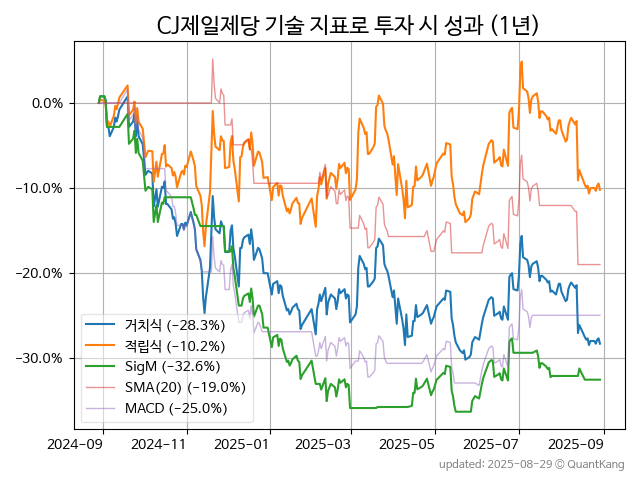 CJ제일제당 기술 지표로 투자 시 성과 (1년)
0.0%
−10.0%
−20.0%
−30.0%
거치식 (−28.3%)
적립식 (−10.2%)
SigM (−32.6%)
SMA(20) (−19.0%)
MACD (−25.0%)
2024-09 2024-11 2025-01 2025-03 2025-05 2025-07 2025-09
updated: 2025-08-29 © QuantKang